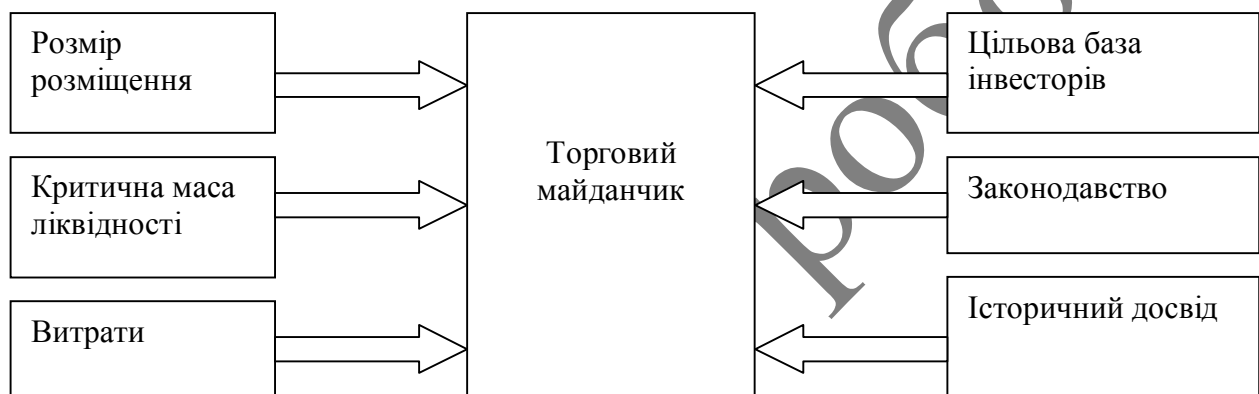 Розмір
розміщення
Критична маса
ліквідності
Витрати
Торговий
майданчик
Цільова база
інвесторів
Законодавство
Історичний досвід